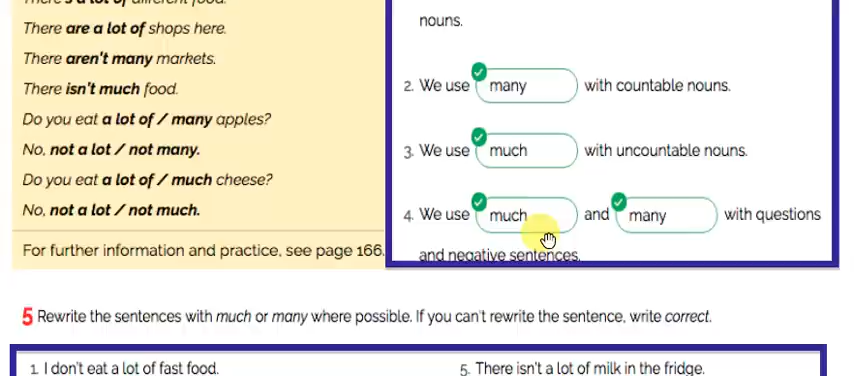 There's a lot of different food.
There are a lot of shops here.
There aren't many markets.
There isn't much food.
Do you eat a lot of / many apples?
No, not a lot / not many.
Do you eat a lot of / much cheese?
No, not a lot / not much.
For further information and practice, see page 166.
nouns.
2. We use many with countable nouns.
3. We use much with uncountable nouns.
4. We use much and many with questions
and negative sentences.
5 Rewrite the sentences with much or many where possible. If you can't rewrite the sentence, write correct.
1. I don't eat a lot of fast food.
5. There isn't a lot of milk in the fridge.